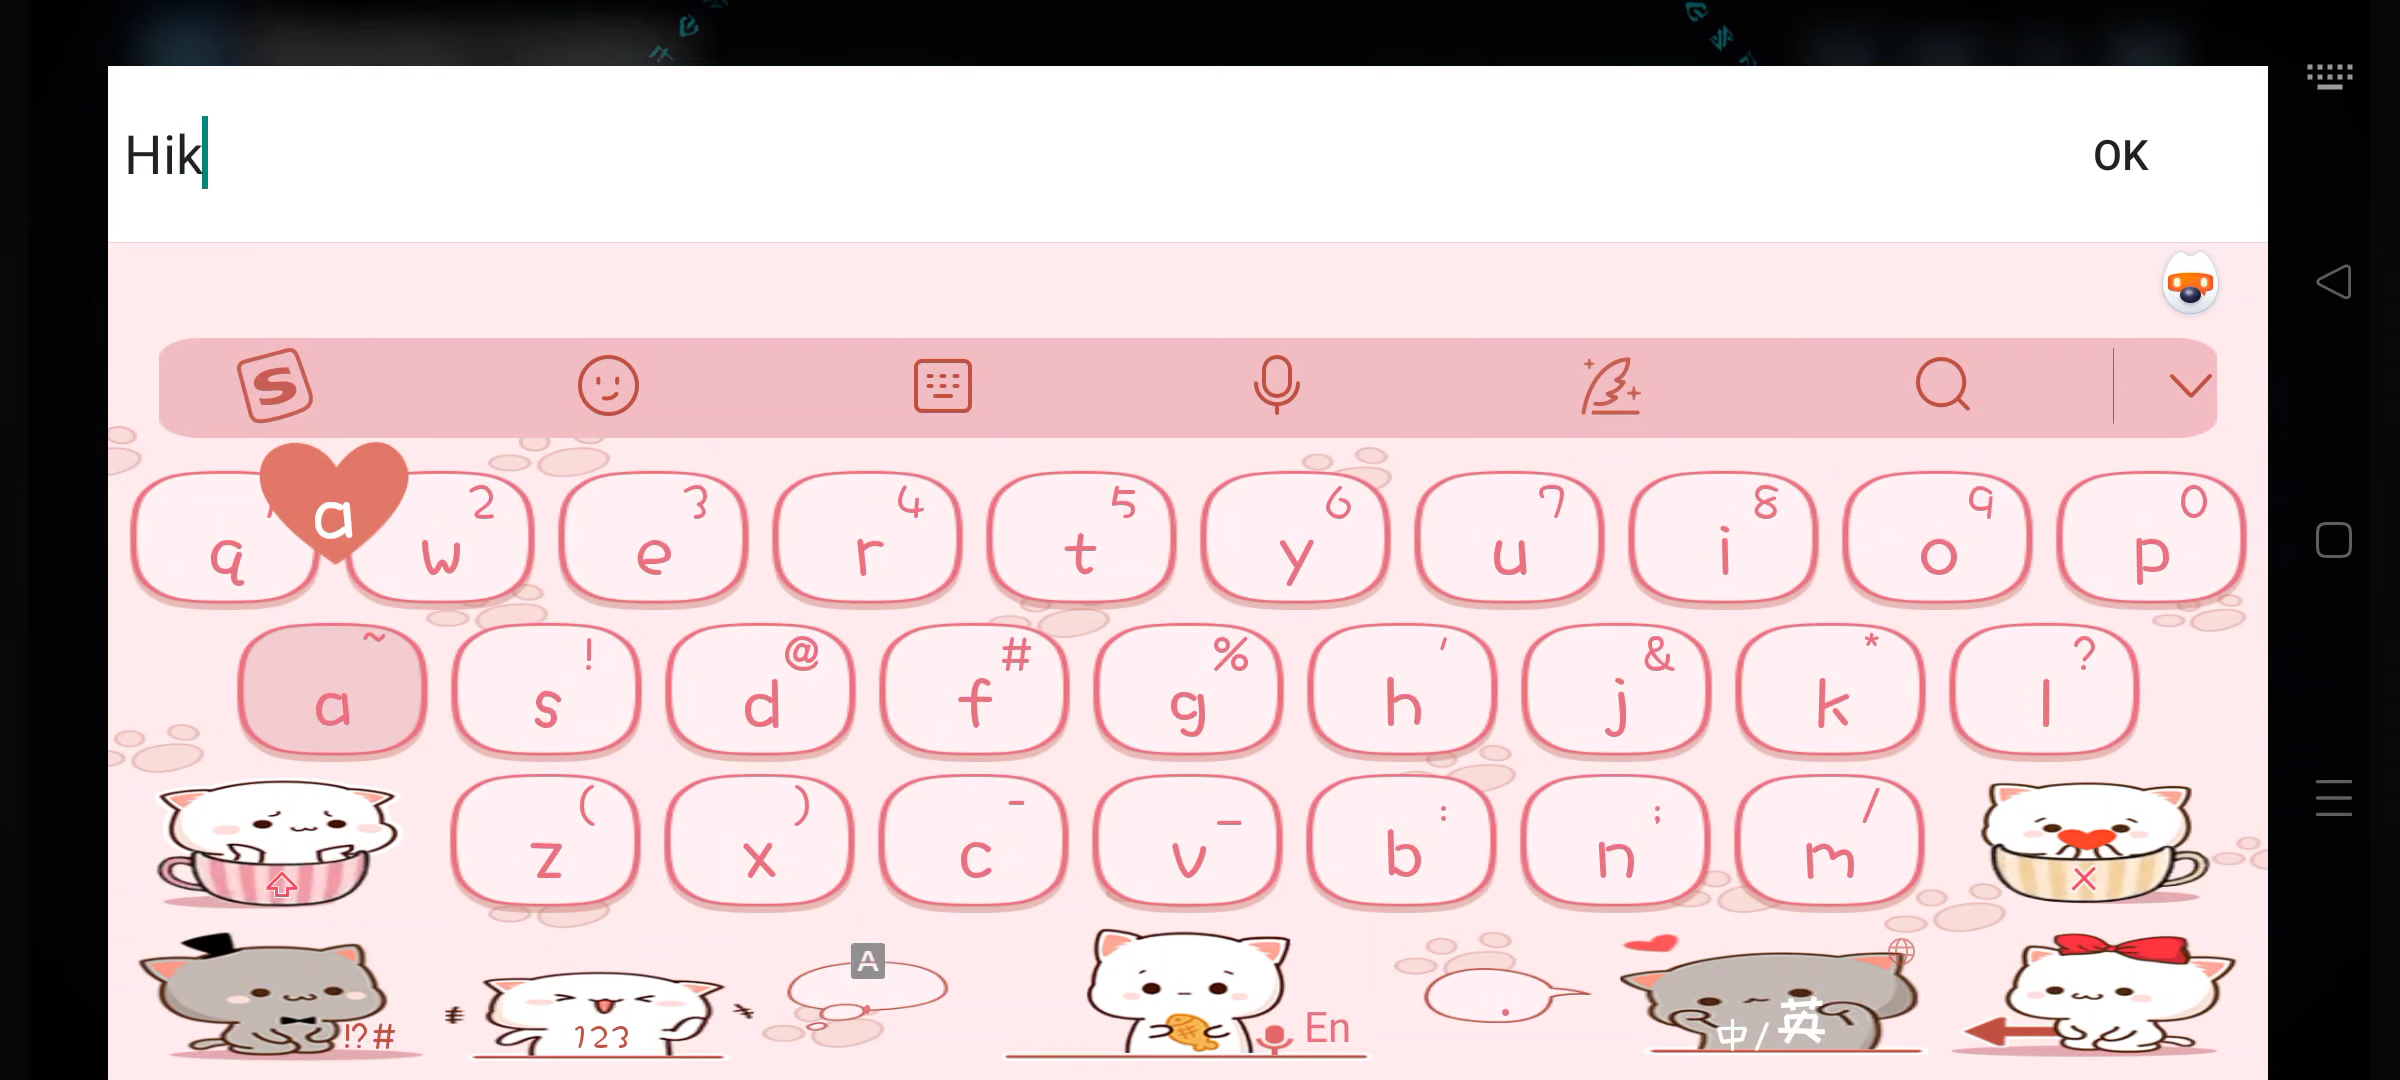 Hik
OK
S
q a w 2 e 3 r 4 t 5 y 6 u 7 i 8 o 9 p 0
a ~ s ! d @ f # g % h ' j & k * l ?
z ( x ) c - v _ b : n ; m /
!?# 123 A En 中/英